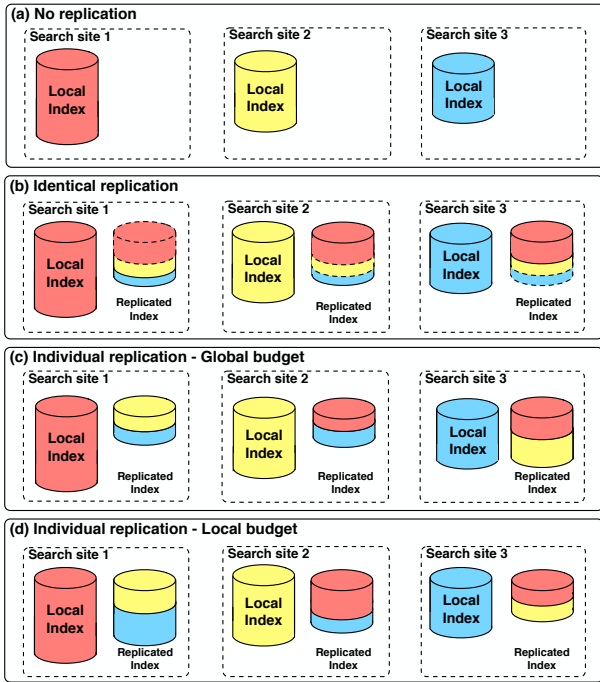 (a) No replication
Search site 1
Search site 2
Search site 3
Local
Index
Local
Index
Local
Index
(b) Identical replication
Search site 1
Search site 2
Search site 3
Local
Index
Replicated
Index
Local
Index
Replicated
Index
Local
Index
Replicated
Index
(c) Individual replication - Global budget
Search site 1
Search site 2
Search site 3
Local
Index
Replicated
Index
Local
Index
Replicated
Index
Local
Index
Replicated
Index
(d) Individual replication - Local budget
Search site 1
Search site 2
Search site 3
Local
Index
Replicated
Index
Local
Index
Replicated
Index
Local
Index
Replicated
Index